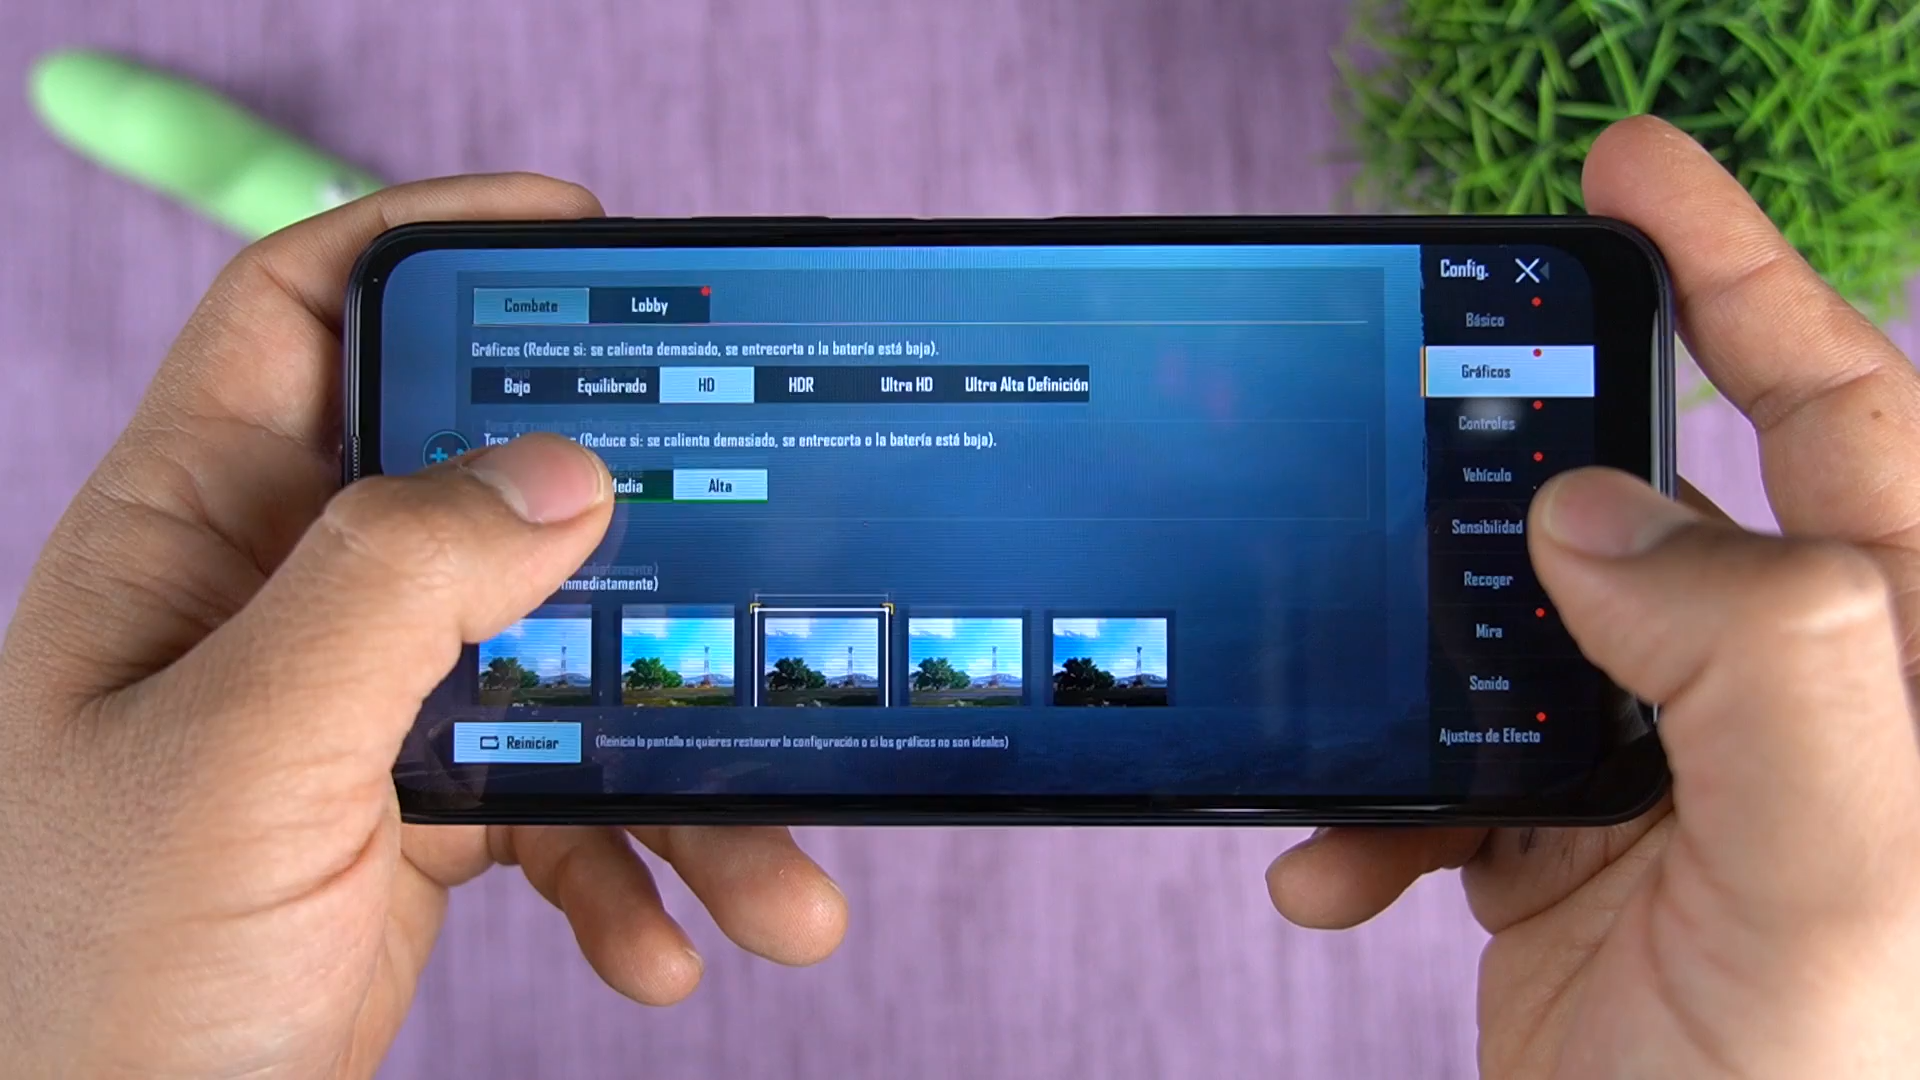 Config.
Combate
Lobby
Básico
Gráficos (Reduce si: se calienta demasiado, se entrecorta o la batería está baja).
Gráficos
Bajo
Equilibrado
HD
HDR
Ultra HD
Ultra Alta Definición
Controles
(Reduce si: se calienta demasiado, se entrecorta o la batería está baja).
Vehículo
Alta
Sensibilidad
Recoger
Mira
Sonido
Reiniciar
(Reinicia la pantalla si quieres restaurar la configuración o si los gráficos no son ideales)
Ajustes de Efecto